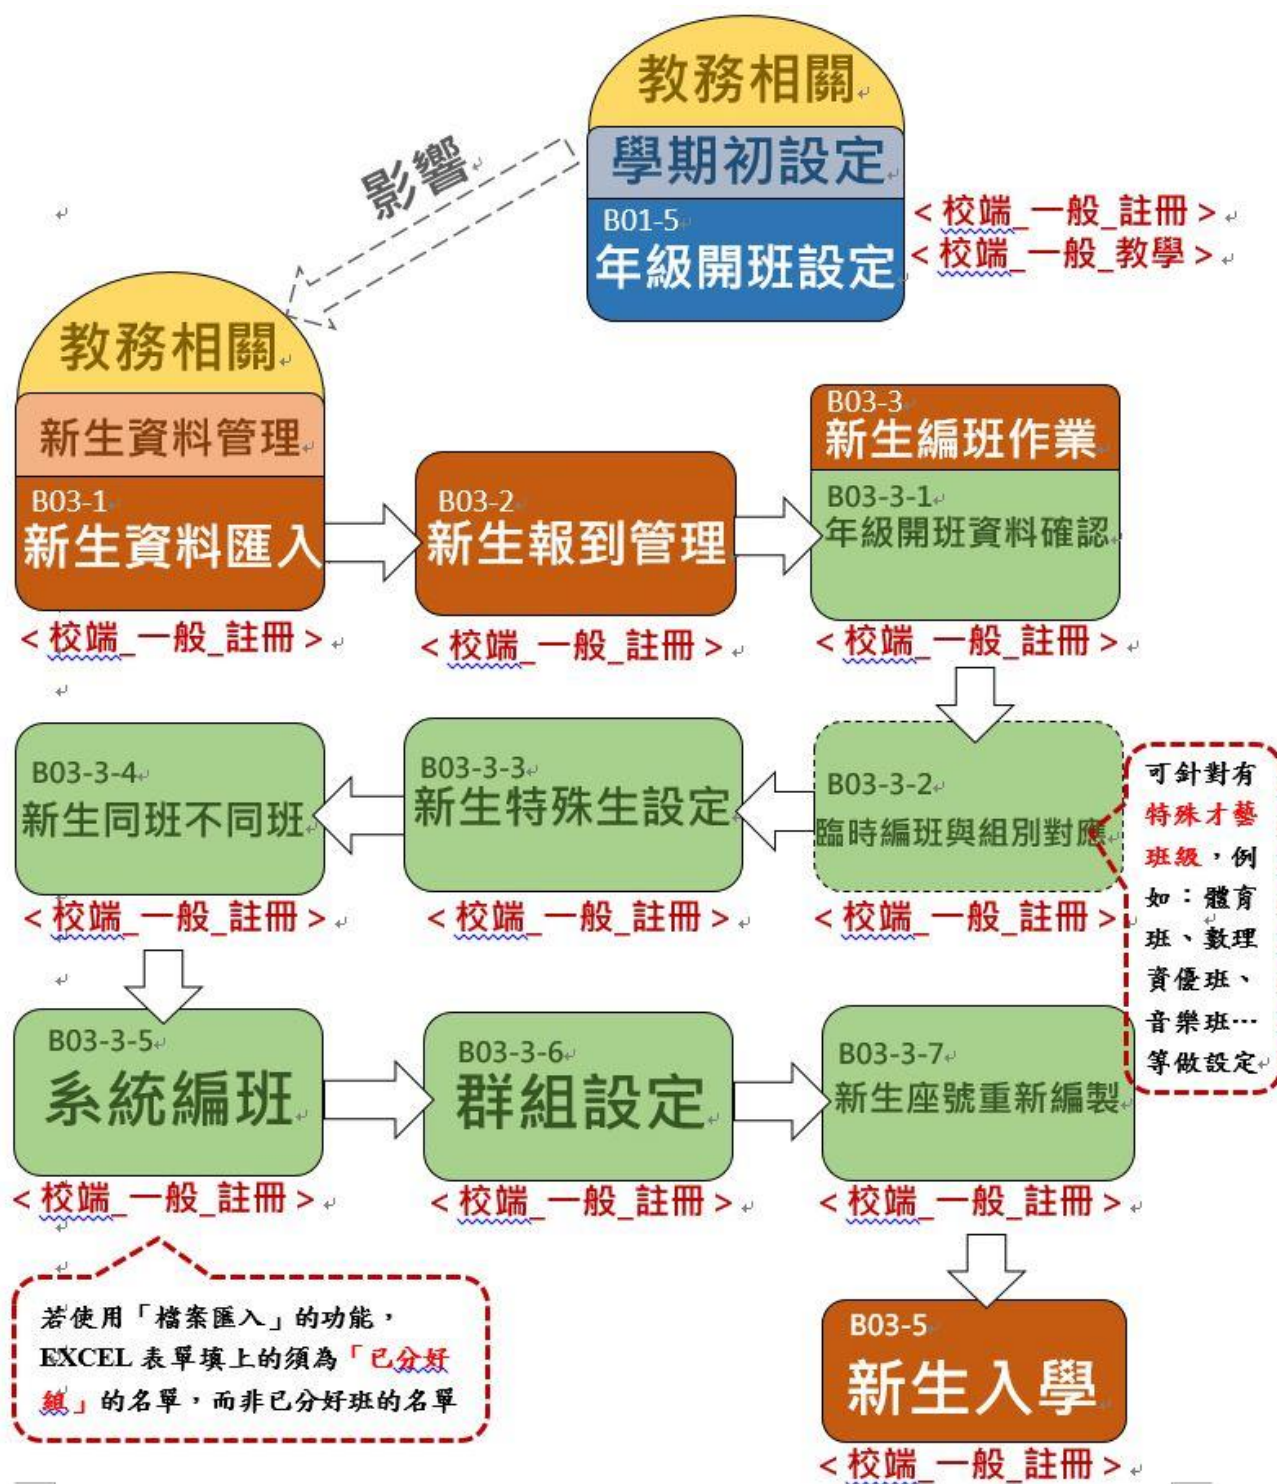 教務相關
學期初設定
B01-5
年級開班設定
<校端_一般_註冊>
<校端_一般_教學>
影響
教務相關
新生資料管理
B03-1
新生資料匯入
<校端_一般_註冊>
B03-2
新生報到管理
<校端_一般_註冊>
B03-3
新生編班作業
B03-3-1
年級開班資料確認
<校端_一般_註冊>
B03-3-2
臨時編班與組別對應
<校端_一般_註冊>
可針對有
特殊才藝
班級，例
如：體育
班、數理
資優班、
音樂班…
等做設定
B03-3-3
新生特殊生設定
<校端_一般_註冊>
B03-3-4
新生同班不同班
<校端_一般_註冊>
B03-3-5
系統編班
<校端_一般_註冊>
若使用「檔案匯入」的功能，
EXCEL 表單填上的須為「已分好
組」的名單，而非已分好班的名單
B03-3-6
群組設定
<校端_一般_註冊>
B03-3-7
新生座號重新編製
<校端_一般_註冊>
B03-5
新生入學
<校端_一般_註冊>